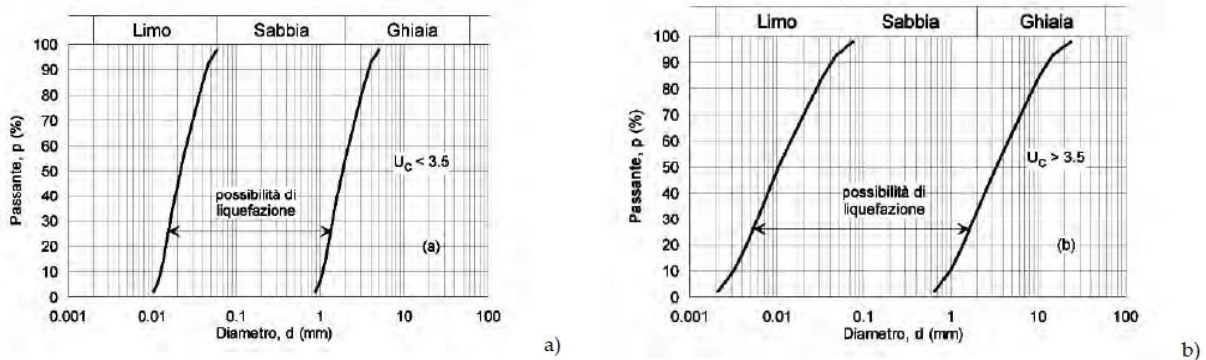 Limo Sabbia Ghiaia
100
90
80
70
60
50
40
30
20
10
0
Passante, p (%)
U_C < 3.5
possibilità di
liquefazione
(a)
0.001 0.01 0.1 1 10 100
Diametro, d (mm)
a)
Limo Sabbia Ghiaia
100
90
80
70
60
50
40
30
20
10
0
Passante, p (%)
U_C > 3.5
possibilità di
liquefazione
(b)
0.001 0.01 0.1 1 10 100
Diametro, d (mm)
b)